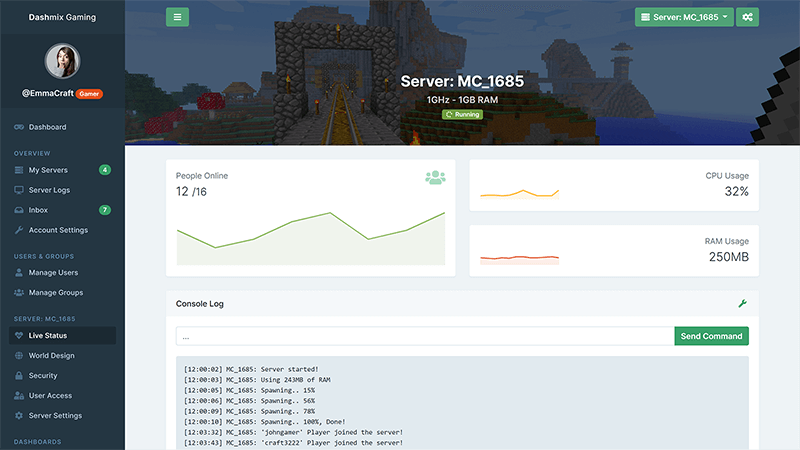 Dashmix Gaming
@EmmaCraft Gamer
Dashboard
OVERVIEW
My Servers 4
Server Logs
Inbox 7
Account Settings
USERS & GROUPS
Manage Users
Manage Groups
SERVER: MC_1685
Live Status
World Design
Security
User Access
Server Settings
DASHBOARDS
Server: MC_1685
Server: MC_1685
1GHz - 1GB RAM
Running
People Online
12 /16
CPU Usage
32%
RAM Usage
250MB
Console Log
...
Send Command
[12:00:02] MC_1685: Server started!
[12:00:03] MC_1685: Using 243MB of RAM
[12:00:05] MC_1685: Spawning.. 15%
[12:00:06] MC_1685: Spawning.. 56%
[12:00:09] MC_1685: Spawning.. 78%
[12:00:10] MC_1685: Spawning.. 100%, Done!
[12:03:32] MC_1685: 'johngamer' Player joined the server!
[12:03:43] MC_1685: 'craft3222' Player joined the server!